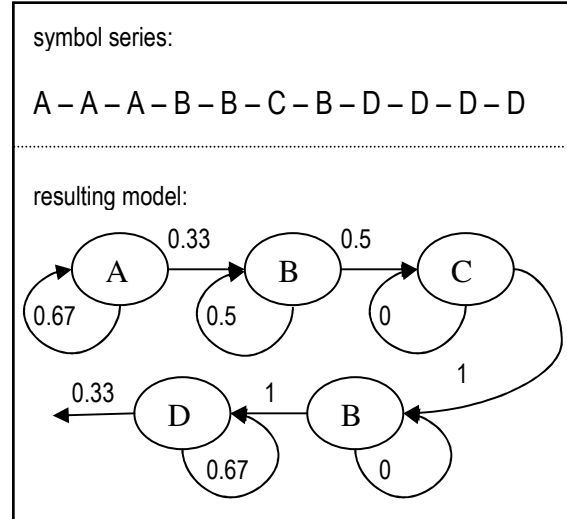 symbol series:
A – A – A – B – B – C – B – D – D – D – D
resulting model:
0.33 0.5
A B C
0.67 0.5 0
1
0.33 1
D B
0.67 0